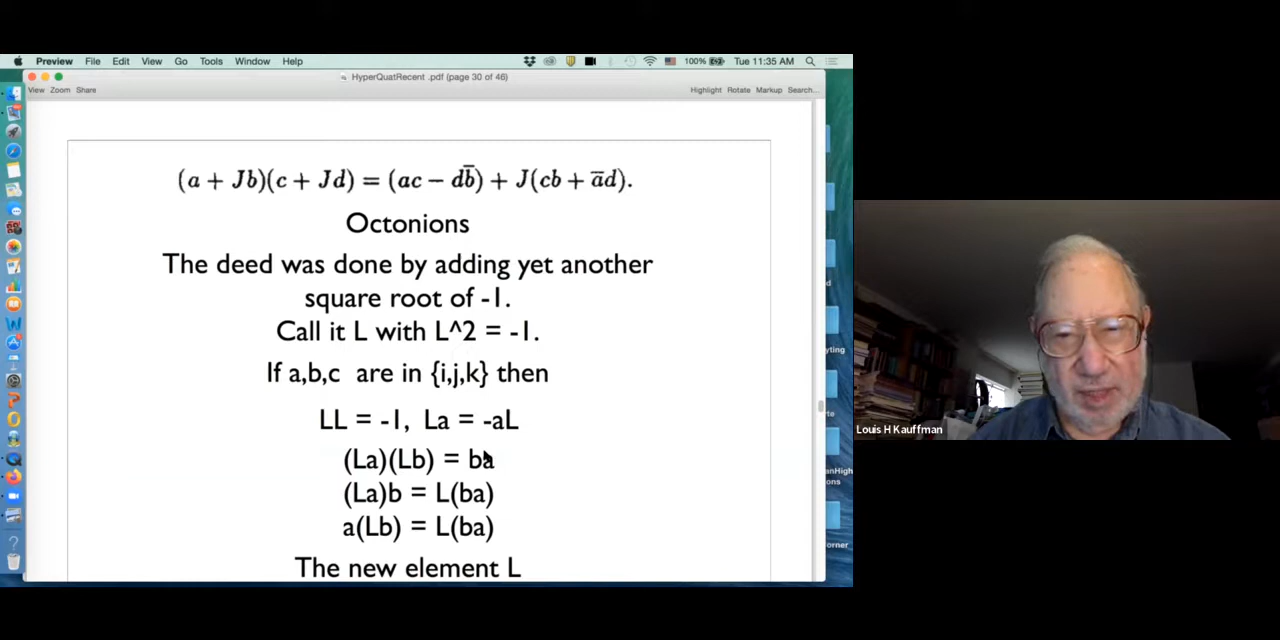 Preview File Edit View Go Tools Window Help 100% Tue 11:35 AM
HyperQuatRecent .pdf (page 30 of 46)
View Zoom Share Highlight Rotate Markup Search...
(a + Jb)(c + Jd) = (ac − db̄) + J(cb + ād).
Octonions
The deed was done by adding yet another
square root of -1.
Call it L with L^2 = -1.
If a,b,c are in {i,j,k} then
LL = -1, La = -aL
(La)(Lb) = ba
(La)b = L(ba)
a(Lb) = L(ba)
The new element L
Louis H Kauffman